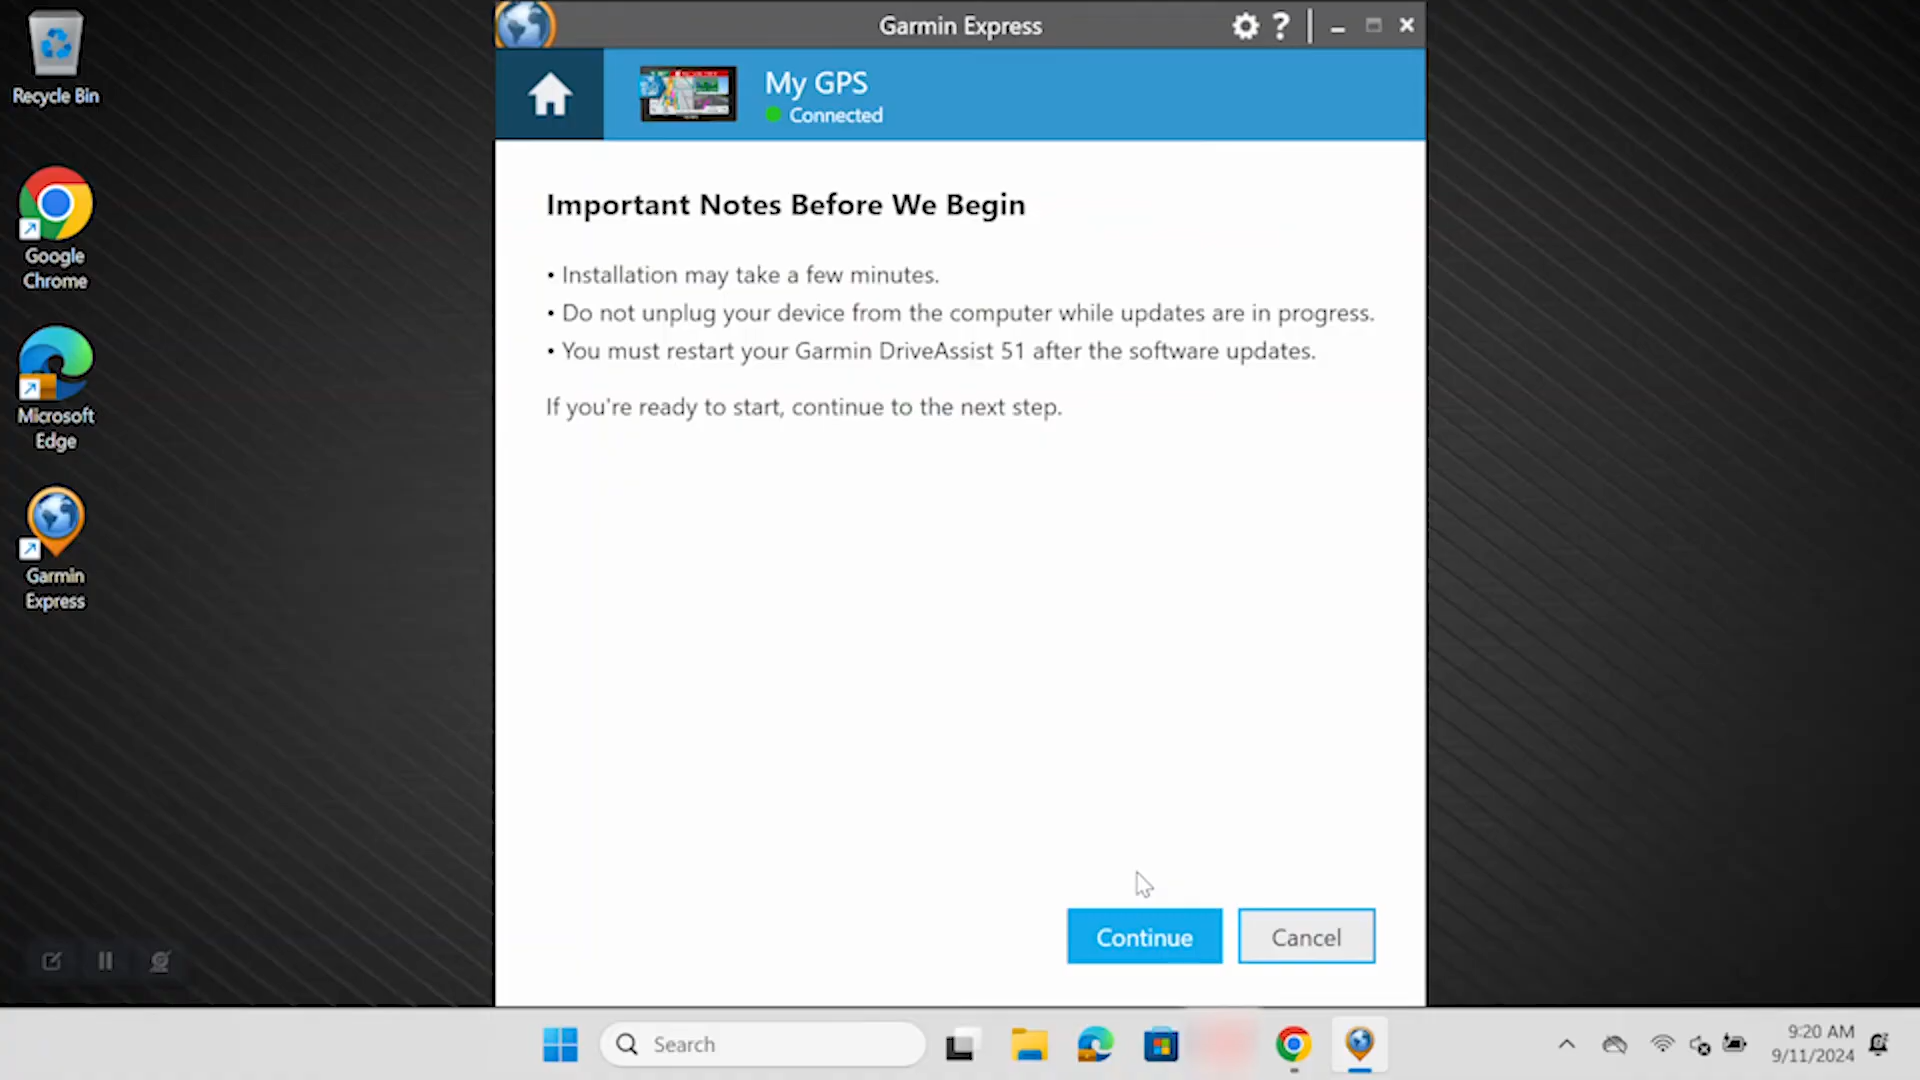 Recycle Bin
Google
Chrome
Microsoft
Edge
Garmin
Express
Garmin Express
?
My GPS
Connected
Important Notes Before We Begin
• Installation may take a few minutes.
• Do not unplug your device from the computer while updates are in progress.
• You must restart your Garmin DriveAssist 51 after the software updates.
If you're ready to start, continue to the next step.
Continue
Cancel
Search
9:20 AM
9/11/2024